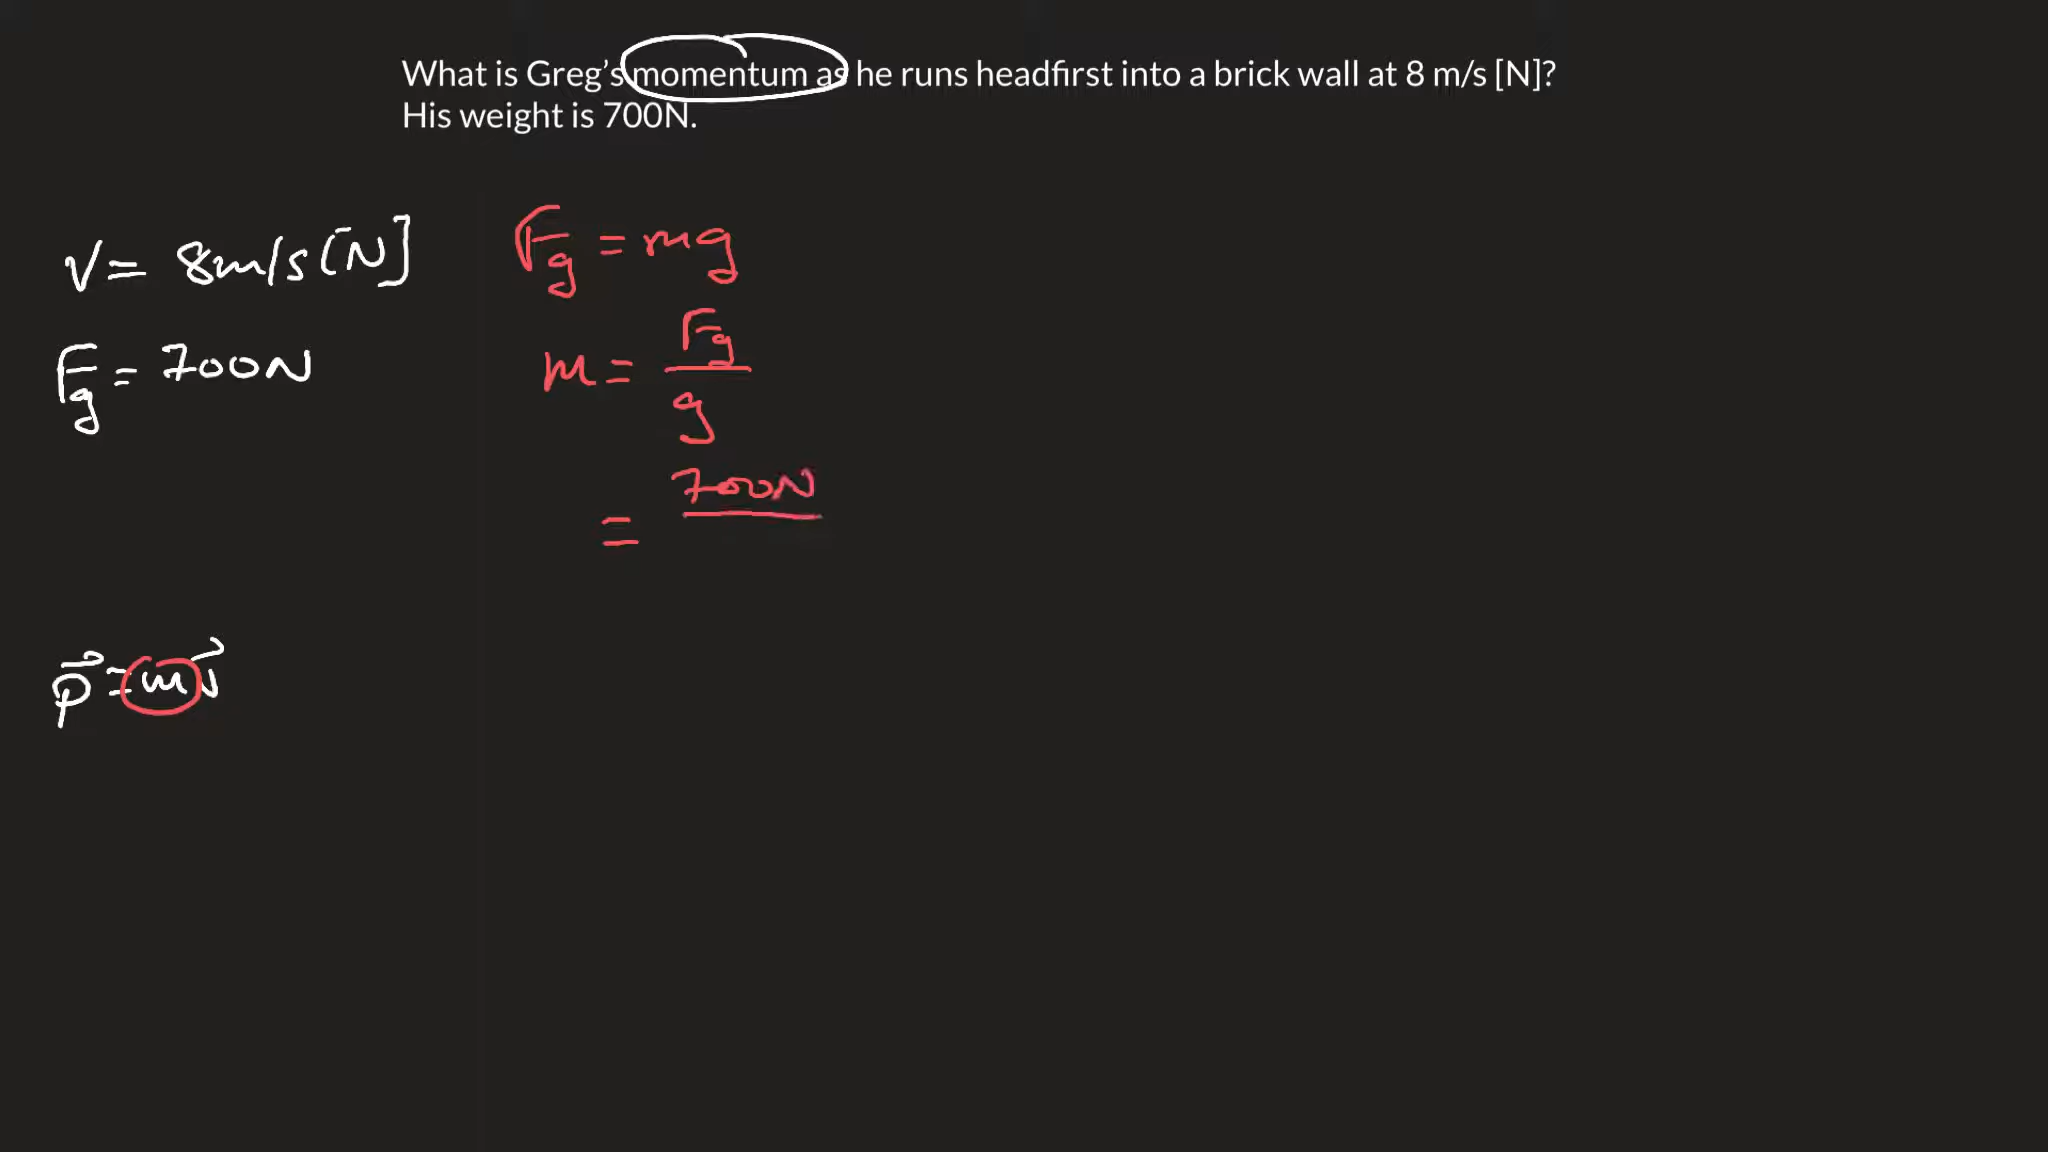 What is Greg’s momentum as he runs headfirst into a brick wall at 8 m/s [N]?
His weight is 700N.
V = 8m/s [N]
Fg = 700N
p⃗ = mv⃗
Fg = mg
m = Fg
g
= 700N